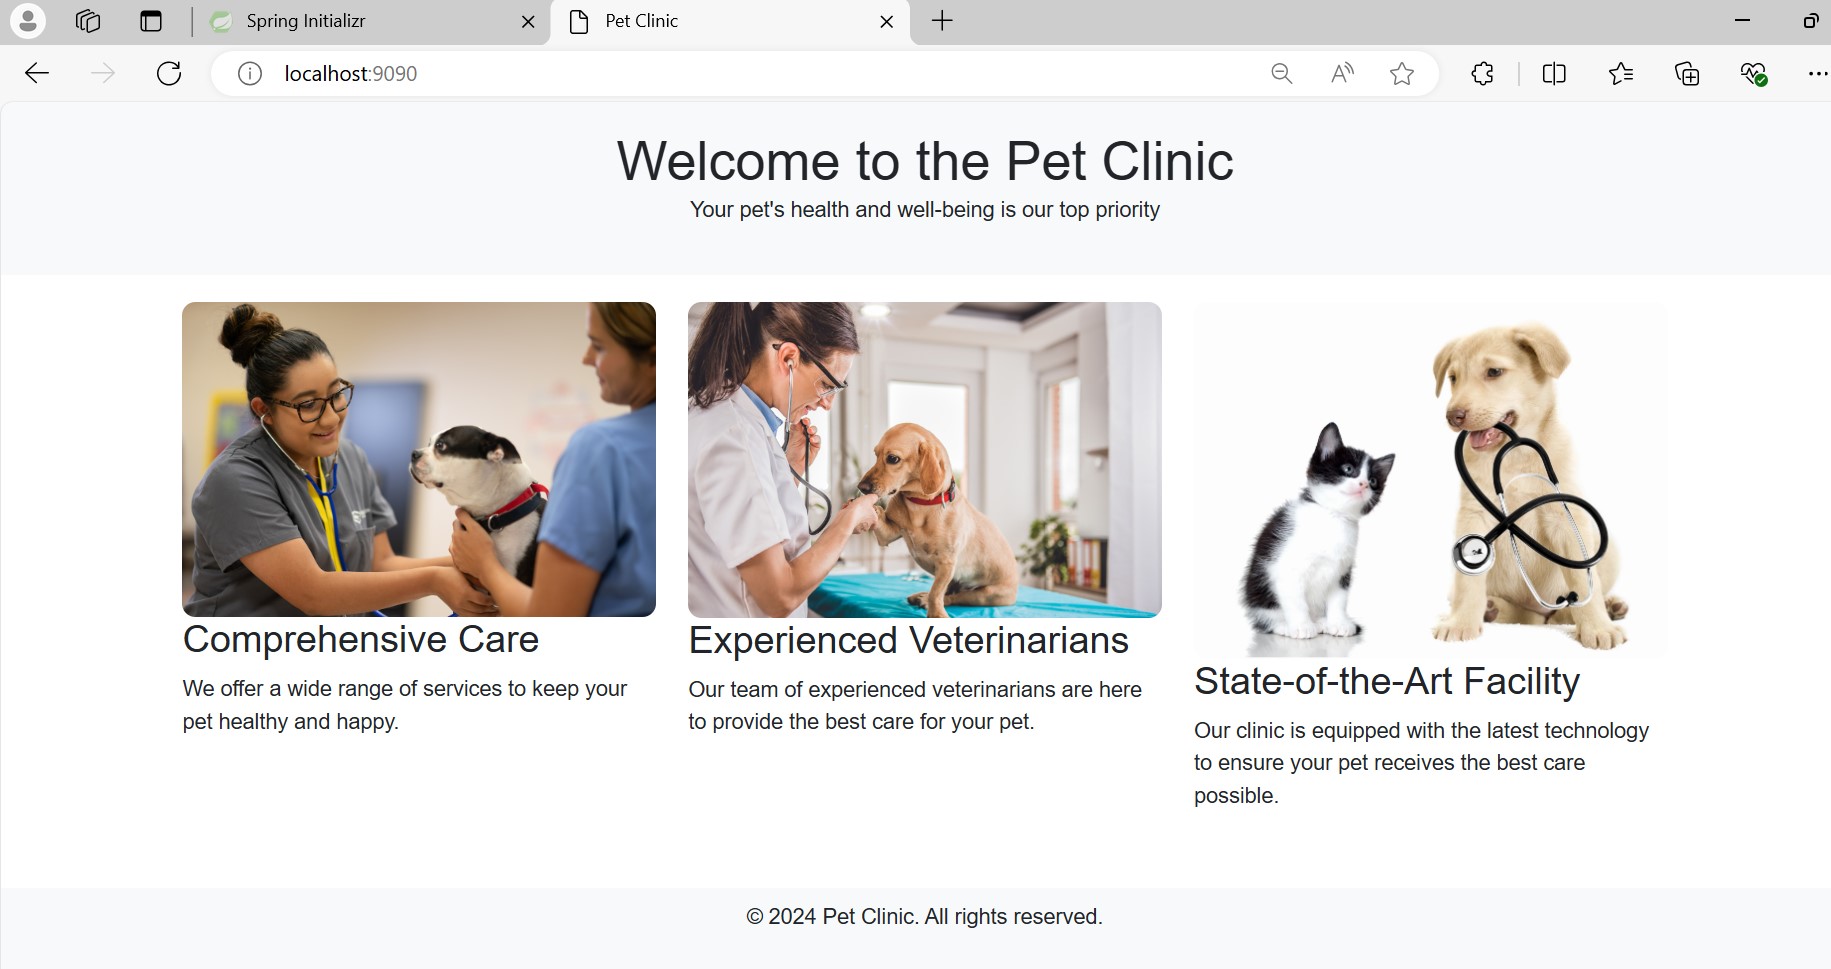 Spring Initializr
Pet Clinic
localhost:9090
Welcome to the Pet Clinic
Your pet's health and well-being is our top priority
Comprehensive Care
We offer a wide range of services to keep your
pet healthy and happy.
Experienced Veterinarians
Our team of experienced veterinarians are here
to provide the best care for your pet.
State-of-the-Art Facility
Our clinic is equipped with the latest technology
to ensure your pet receives the best care
possible.
© 2024 Pet Clinic. All rights reserved.